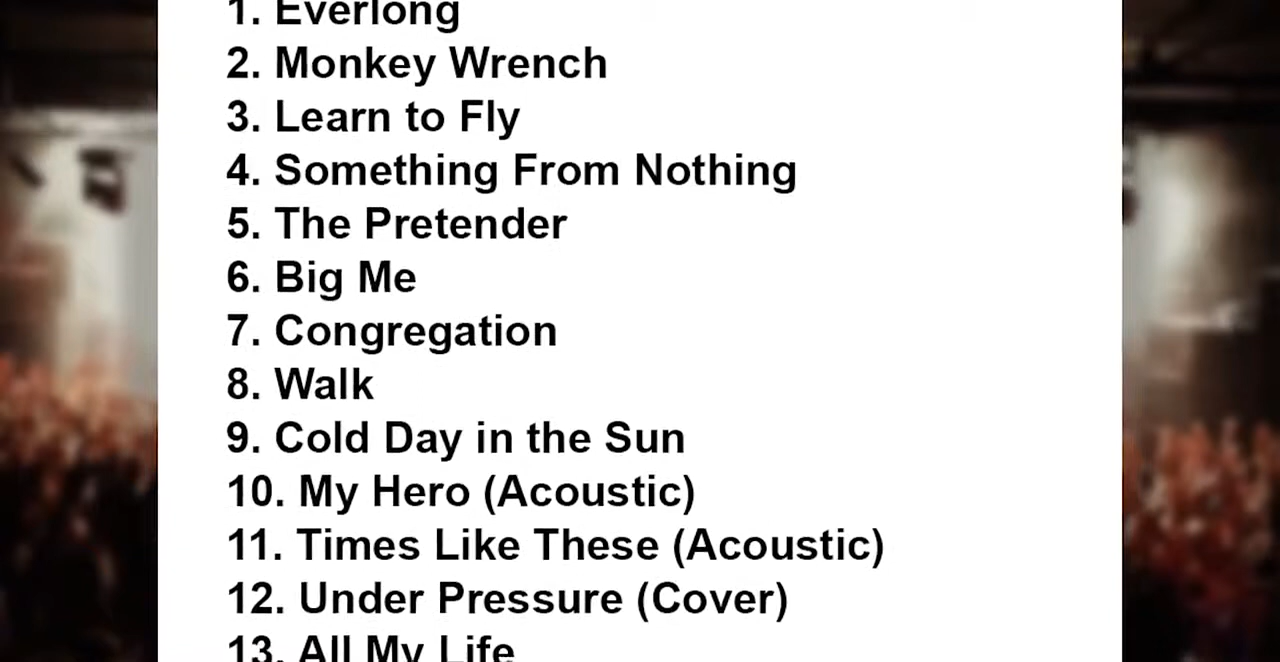 1. Everlong
2. Monkey Wrench
3. Learn to Fly
4. Something From Nothing
5. The Pretender
6. Big Me
7. Congregation
8. Walk
9. Cold Day in the Sun
10. My Hero (Acoustic)
11. Times Like These (Acoustic)
12. Under Pressure (Cover)
13. All My Life